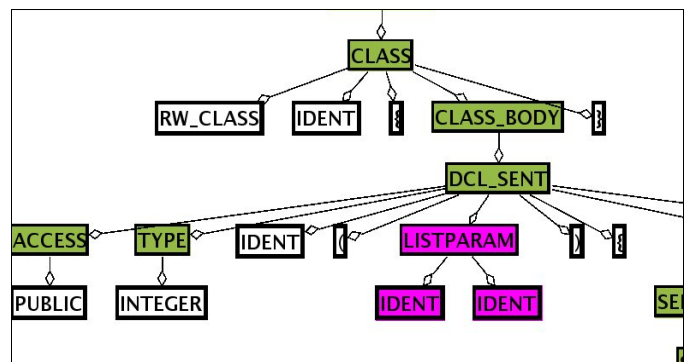 CLASS
RW_CLASS IDENT { CLASS_BODY }
DCL_SENT
ACCESS TYPE IDENT ( LISTPARAM ) {
PUBLIC INTEGER IDENT IDENT